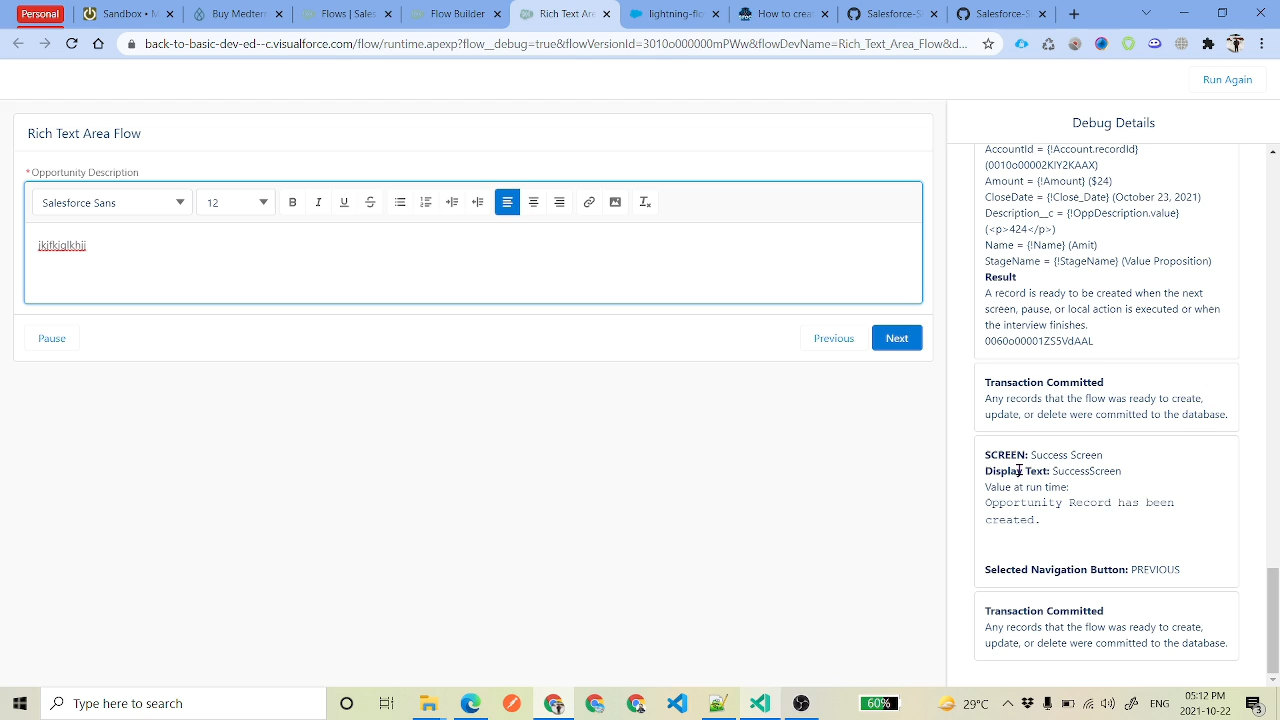 Personal
Sandbox • M
Buy Medterm
Flows | Sales
Flow Builder
Rich Text Are
lightning-flo
How to crea
Salesforce-S
Salesforce-S
back-to-basic-dev-ed--c.visualforce.com/flow/runtime.apexp?flow__debug=true&flowVersionId=3010o000000mPWw&flowDevName=Rich_Text_Area_Flow&d...
Run Again
Rich Text Area Flow
*Opportunity Description
Salesforce Sans
12
B I U S
Pause
Previous
Next
Debug Details
AccountId = {!Account.recordId}
(0010o00002KIY2KAAX)
Amount = {!Amount} ($24)
CloseDate = {!Close_Date} (October 23, 2021)
Description__c = {!OppDescription.value}
(<p>424</p>)
Name = {!Name} (Amit)
StageName = {!StageName} (Value Proposition)
Result
A record is ready to be created when the next
screen, pause, or local action is executed or when
the interview finishes.
0060o00001ZS5VdAAL
Transaction Committed
Any records that the flow was ready to create,
update, or delete were committed to the database.
SCREEN: Success Screen
Display Text: SuccessScreen
Value at run time:
Opportunity Record has been
created.
Selected Navigation Button: PREVIOUS
Transaction Committed
Any records that the flow was ready to create,
update, or delete were committed to the database.
Type here to search
60%
29°C
ENG
05:12 PM
2021-10-22
3